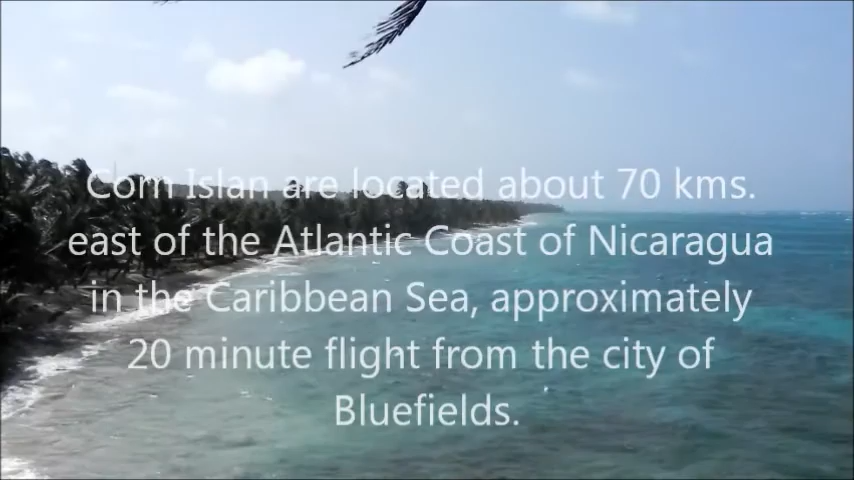 Corn Islan are located about 70 kms.
east of the Atlantic Coast of Nicaragua
in the Caribbean Sea, approximately
20 minute flight from the city of
Bluefields.